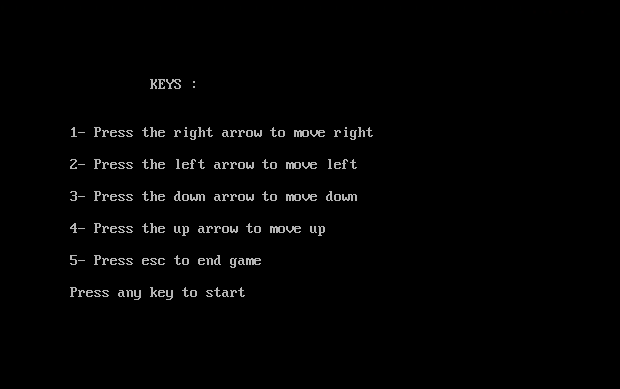 KEYS :
1- Press the right arrow to move right
2- Press the left arrow to move left
3- Press the down arrow to move down
4- Press the up arrow to move up
5- Press esc to end game
Press any key to start